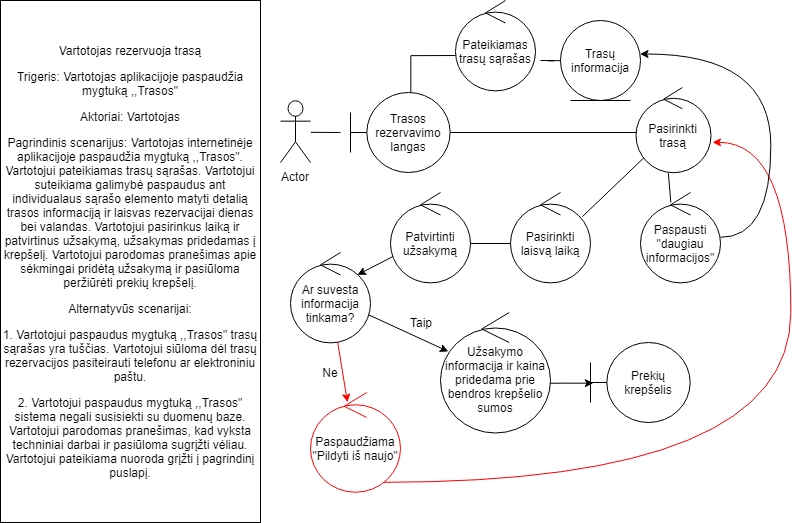 Vartotojas rezervuoja trasą
Trigeris: Vartotojas aplikacijoje paspaudžia
mygtuką ,,Trasos"
Aktoriai: Vartotojas
Pagrindinis scenarijus: Vartotojas internetinėje
aplikacijoje paspaudžia mygtuką ,,Trasos".
Vartotojui pateikiamas trasų sąrašas. Vartotojui
suteikiama galimybė paspaudus ant
individualaus sąrašo elemento matyti detalią
trasos informaciją ir laisvas rezervacijai dienas
bei valandas. Vartotojui pasirinkus laiką ir
patvirtinus užsakymą, užsakymas pridedamas į
krepšelį. Vartotojui parodomas pranešimas apie
sėkmingai pridėtą užsakymą ir pasiūloma
peržiūrėti prekių krepšelį.
Alternatyvūs scenarijai:
1. Vartotojui paspaudus mygtuką ,,Trasos" trasų
sąrašas yra tuščias. Vartotojui siūloma dėl trasų
rezervacijos pasiteirauti telefonu ar elektroniniu
paštu.
2. Vartotojui paspaudus mygtuką ,,Trasos"
sistema negali susisiekti su duomenų baze.
Vartotojui parodomas pranešimas, kad vyksta
techniniai darbai ir pasiūloma sugrįžti vėliau.
Vartotojui pateikiama nuoroda grįžti į pagrindinį
puslapį.
Actor
Trasos
rezervavimo
langas
Pateikiamas
trasų sąrašas
Trasų
informacija
Pasirinkti
trasą
Paspausti
"daugiau
informacijos"
Pasirinkti
laisvą laiką
Patvirtinti
užsakymą
Ar suvesta
informacija
tinkama?
Taip
Ne
Užsakymo
informacija ir kaina
pridedama prie
bendros krepšelio
sumos
Prekių
krepšelis
Paspaudžiama
"Pildyti iš naujo"